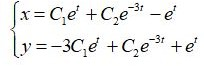 x = C₁eᵗ + C₂e⁻³ᵗ − eᵗ
y = −3C₁eᵗ + C₂e⁻³ᵗ + eᵗ